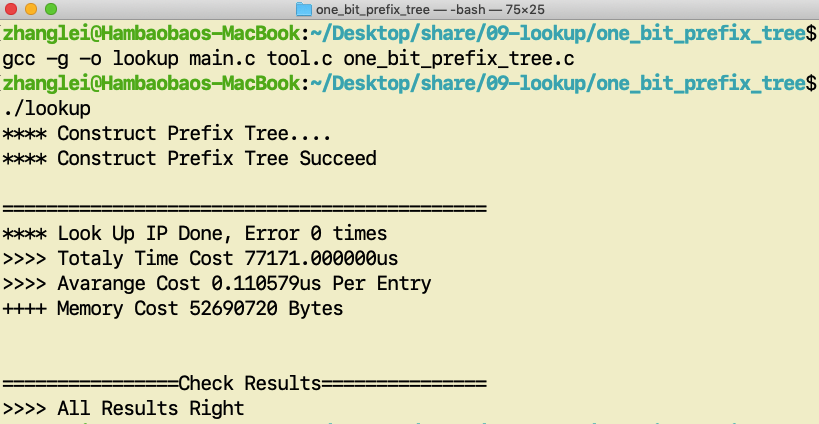 one_bit_prefix_tree — -bash — 75×25
zhanglei@Hambaobaos-MacBook:~/Desktop/share/09-lookup/one_bit_prefix_tree$
gcc -g -o lookup main.c tool.c one_bit_prefix_tree.c
zhanglei@Hambaobaos-MacBook:~/Desktop/share/09-lookup/one_bit_prefix_tree$
./lookup
**** Construct Prefix Tree....
**** Construct Prefix Tree Succeed
============================================
**** Look Up IP Done, Error 0 times
>>>> Totaly Time Cost 77171.000000us
>>>> Avarange Cost 0.110579us Per Entry
++++ Memory Cost 52690720 Bytes
================Check Results===============
>>>> All Results Right